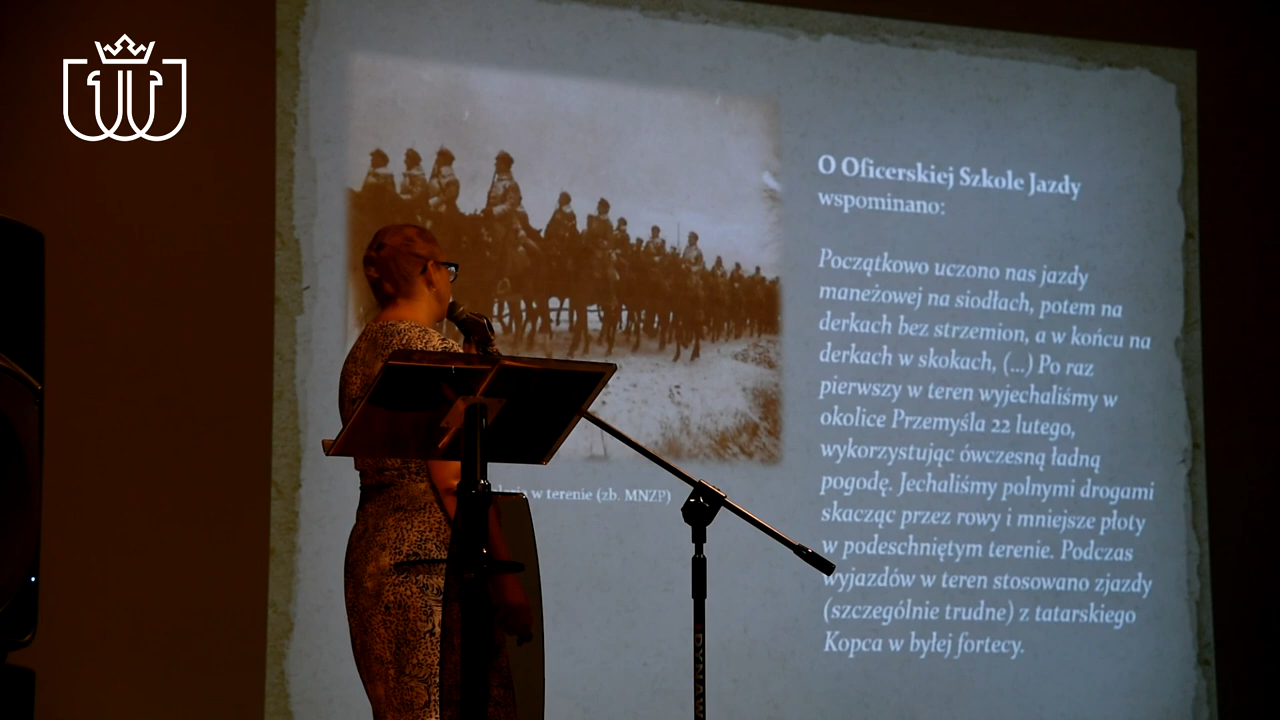 O Oficerskiej Szkole Jazdy
wspominano:
Początkowo uczono nas jazdy
maneżowej na siodłach, potem na
derkach bez strzemion, a w końcu na
derkach w skokach, (...) Po raz
pierwszy w teren wyjechaliśmy w
okolice Przemyśla 22 lutego,
wykorzystując ówczesną ładną
pogodę. Jechaliśmy polnymi drogami
skacząc przez rowy i mniejsze płoty
w podeschniętym terenie. Podczas
wyjazdów w teren stosowano zjazdy
(szczególnie trudne) z tatarskiego
Kopca w byłej fortecy.
w terenie (zb. MNZP)